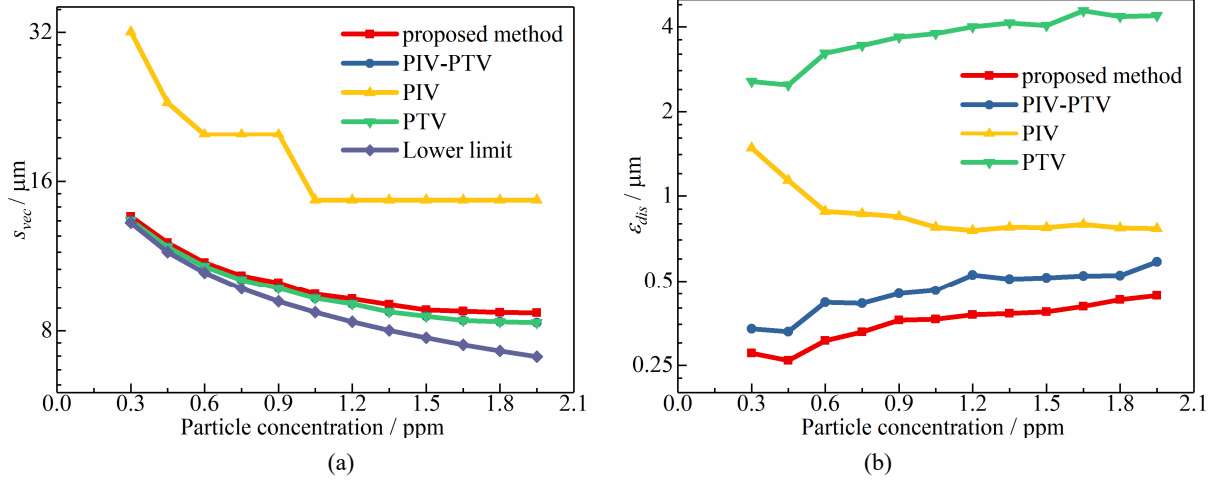 32
16
8
s_vec / μm
proposed method
PIV-PTV
PIV
PTV
Lower limit
0.0 0.3 0.6 0.9 1.2 1.5 1.8 2.1
Particle concentration / ppm
(a)
4
2
1
0.5
0.25
ε_dis / μm
proposed method
PIV-PTV
PIV
PTV
0.0 0.3 0.6 0.9 1.2 1.5 1.8 2.1
Particle concentration / ppm
(b)